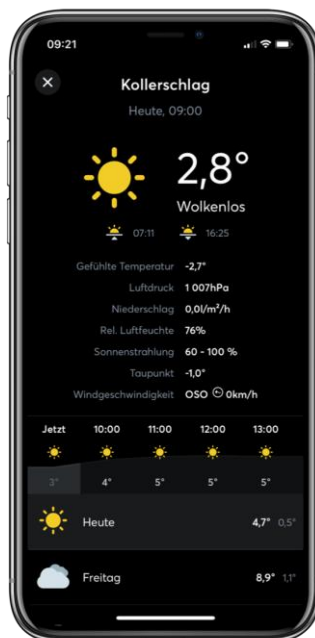 09:21
Kollerschlag
Heute, 09:00
2,8°
Wolkenlos
07:11 16:25
Gefühlte Temperatur -2,7°
Luftdruck 1 007hPa
Niederschlag 0,0l/m²/h
Rel. Luftfeuchte 76%
Sonnenstrahlung 60 - 100 %
Taupunkt -1,0°
Windgeschwindigkeit OSO 0km/h
Jetzt 10:00 11:00 12:00 13:00
3° 4° 5° 5° 5°
Heute 4,7° 0,5°
Freitag 8,9° 1,1°